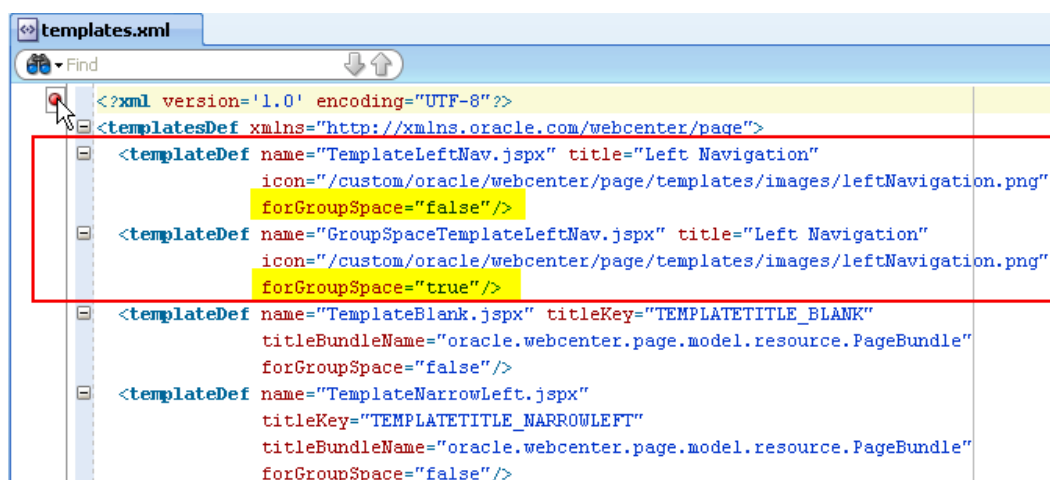 templates.xml
Find
<?xml version='1.0' encoding="UTF-8"?>
<templatesDef xmlns="http://xmlns.oracle.com/webcenter/page">
<templateDef name="TemplateLeftNav.jspx" title="Left Navigation"
icon="/custom/oracle/webcenter/page/templates/images/leftNavigation.png"
forGroupSpace="false"/>
<templateDef name="GroupSpaceTemplateLeftNav.jspx" title="Left Navigation"
icon="/custom/oracle/webcenter/page/templates/images/leftNavigation.png"
forGroupSpace="true"/>
<templateDef name="TemplateBlank.jspx" titleKey="TEMPLATETITLE_BLANK"
titleBundleName="oracle.webcenter.page.model.resource.PageBundle"
forGroupSpace="false"/>
<templateDef name="TemplateNarrowLeft.jspx"
titleKey="TEMPLATETITLE_NARROWLEFT"
titleBundleName="oracle.webcenter.page.model.resource.PageBundle"
forGroupSpace="false"/>